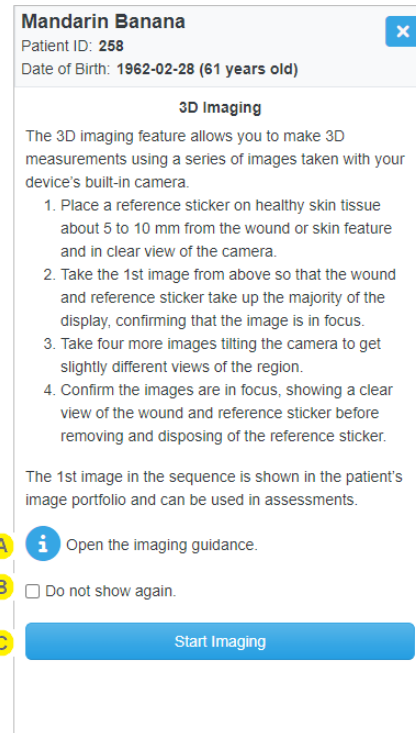 Mandarin Banana
Patient ID: 258
Date of Birth: 1962-02-28 (61 years old)
3D Imaging
The 3D imaging feature allows you to make 3D
measurements using a series of images taken with your
device's built-in camera.
1. Place a reference sticker on healthy skin tissue
about 5 to 10 mm from the wound or skin feature
and in clear view of the camera.
2. Take the 1st image from above so that the wound
and reference sticker take up the majority of the
display, confirming that the image is in focus.
3. Take four more images tilting the camera to get
slightly different views of the region.
4. Confirm the images are in focus, showing a clear
view of the wound and reference sticker before
removing and disposing of the reference sticker.
The 1st image in the sequence is shown in the patient's
image portfolio and can be used in assessments.
A i Open the imaging guidance.
B Do not show again.
C Start Imaging